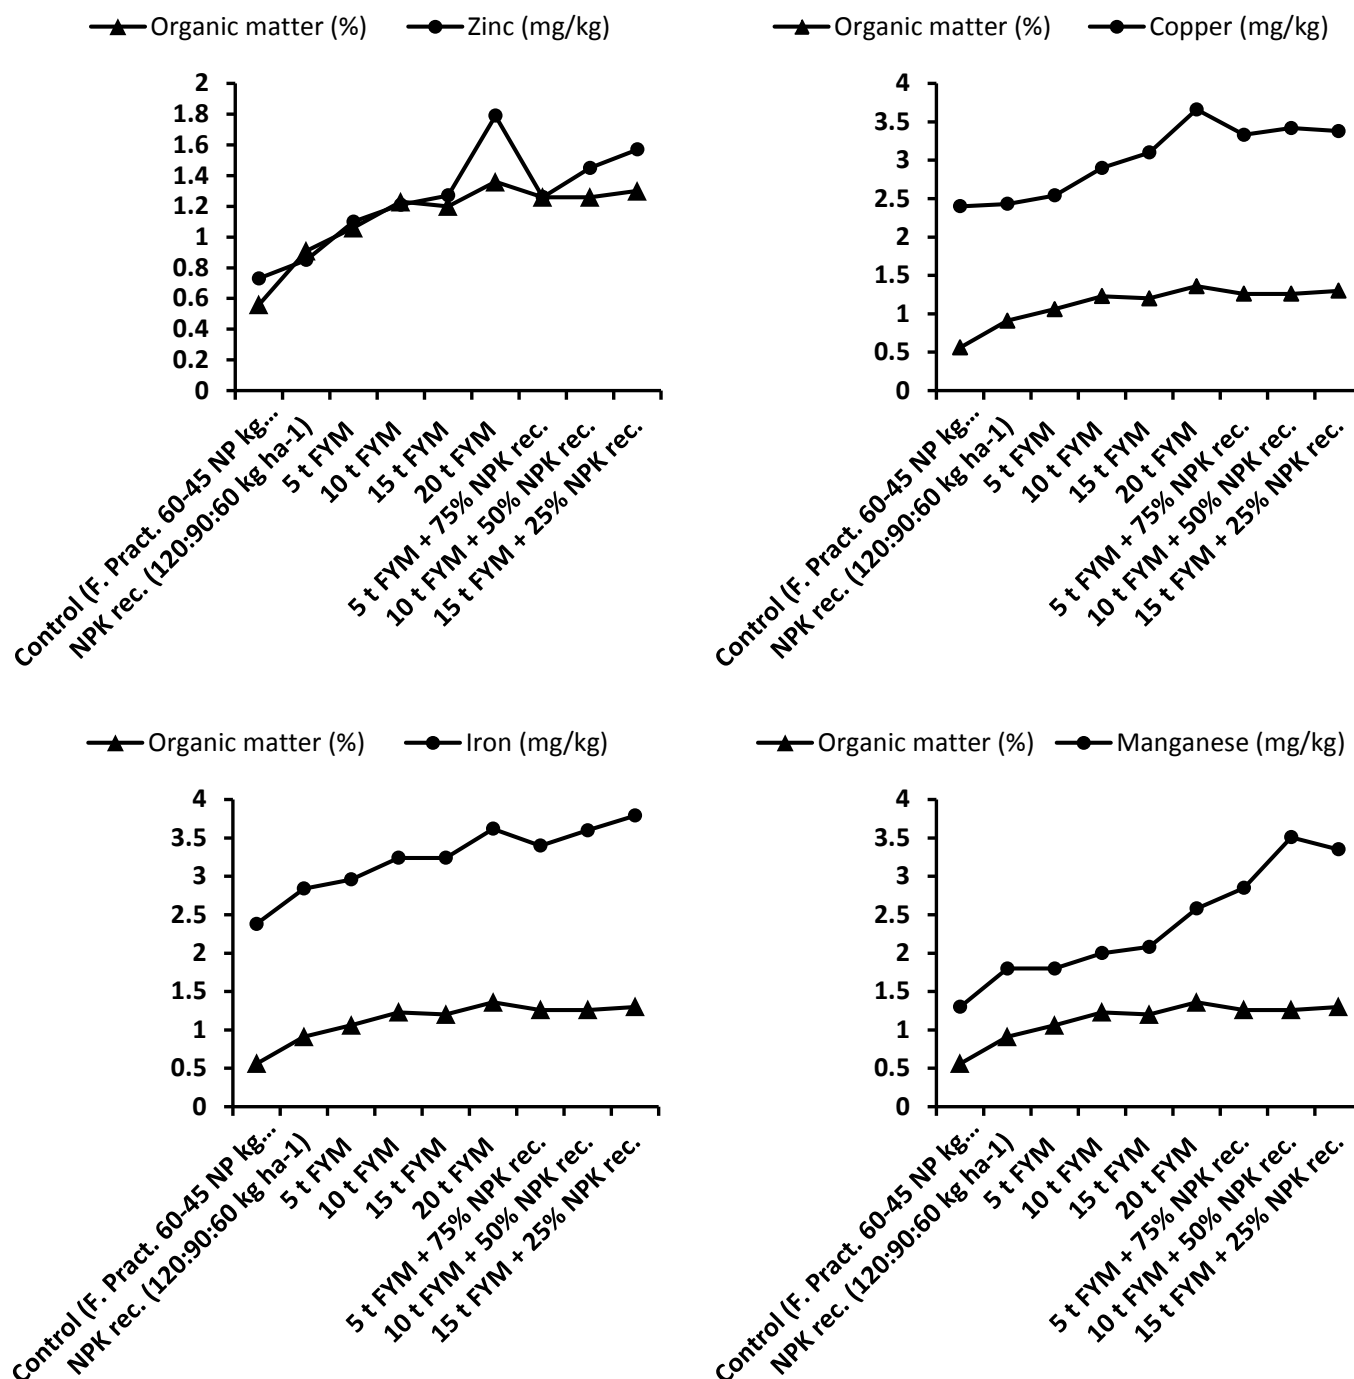 Organic matter (%) Zinc (mg/kg)
2
1.8
1.6
1.4
1.2
1
0.8
0.6
0.4
0.2
0
Control (F. Pract. 60-45 NP kg...
NPK rec. (120:90:60 kg ha-1)
5 t FYM
10 t FYM
15 t FYM
20 t FYM
5 t FYM + 75% NPK rec.
10 t FYM + 50% NPK rec.
15 t FYM + 25% NPK rec.
Organic matter (%) Copper (mg/kg)
4
3.5
3
2.5
2
1.5
1
0.5
0
Control (F. Pract. 60-45 NP kg...
NPK rec. (120:90:60 kg ha-1)
5 t FYM
10 t FYM
15 t FYM
20 t FYM
5 t FYM + 75% NPK rec.
10 t FYM + 50% NPK rec.
15 t FYM + 25% NPK rec.
Organic matter (%) Iron (mg/kg)
4
3.5
3
2.5
2
1.5
1
0.5
0
Control (F. Pract. 60-45 NP kg...
NPK rec. (120:90:60 kg ha-1)
5 t FYM
10 t FYM
15 t FYM
20 t FYM
5 t FYM + 75% NPK rec.
10 t FYM + 50% NPK rec.
15 t FYM + 25% NPK rec.
Organic matter (%) Manganese (mg/kg)
4
3.5
3
2.5
2
1.5
1
0.5
0
Control (F. Pract. 60-45 NP kg...
NPK rec. (120:90:60 kg ha-1)
5 t FYM
10 t FYM
15 t FYM
20 t FYM
5 t FYM + 75% NPK rec.
10 t FYM + 50% NPK rec.
15 t FYM + 25% NPK rec.